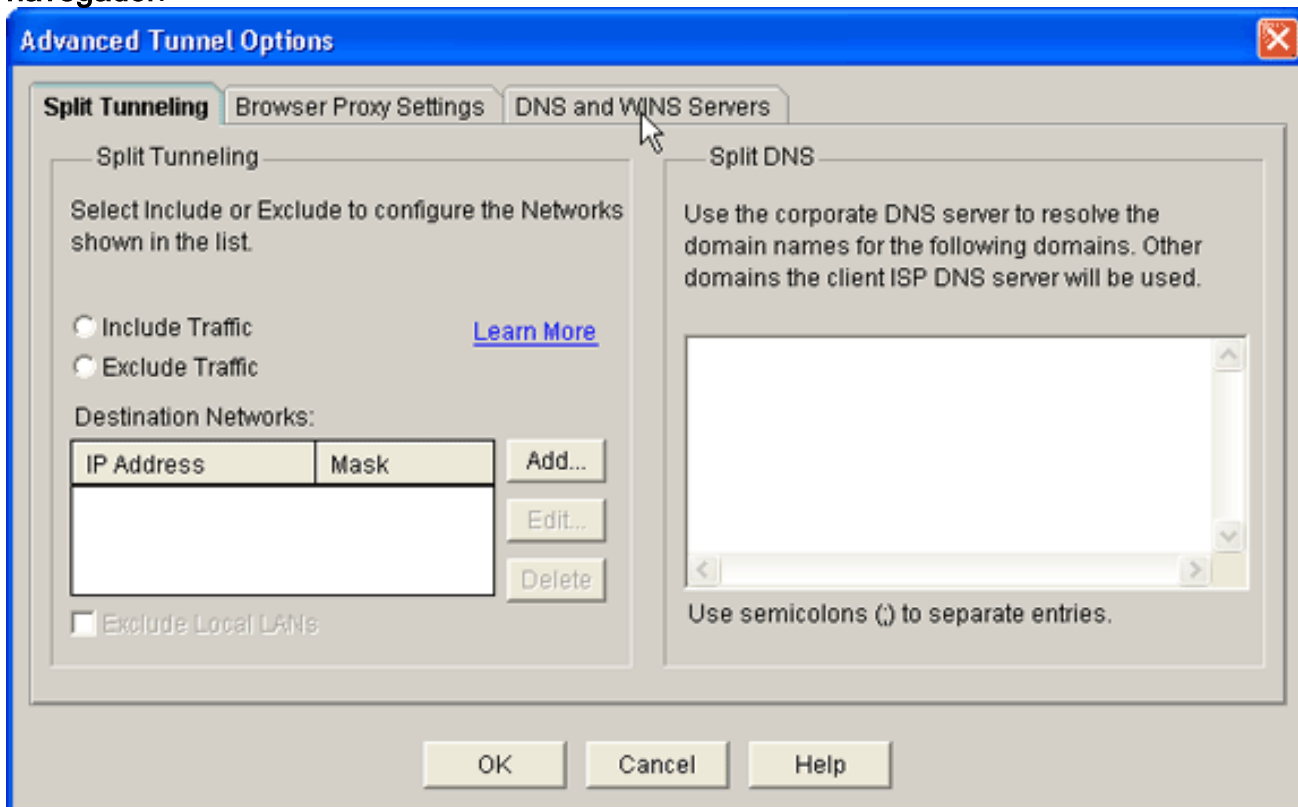 navegador.
Advanced Tunnel Options
Split Tunneling
Browser Proxy Settings
DNS and WINS Servers
Split Tunneling
Select Include or Exclude to configure the Networks
shown in the list.
Include Traffic
Learn More
Exclude Traffic
Destination Networks:
IP Address
Mask
Add...
Edit...
Delete
Exclude Local LANs
Split DNS
Use the corporate DNS server to resolve the
domain names for the following domains. Other
domains the client ISP DNS server will be used.
Use semicolons (;) to separate entries.
OK
Cancel
Help